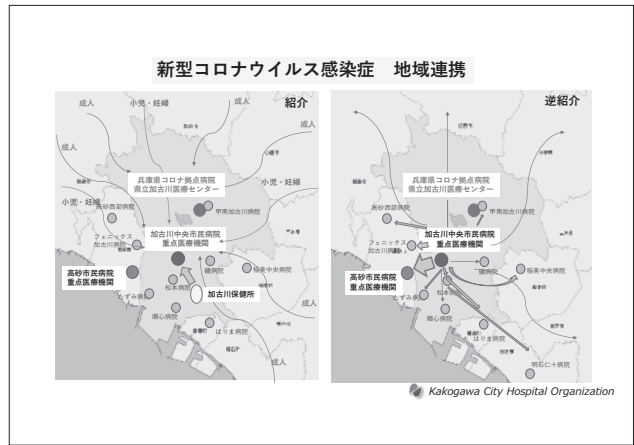 新型コロナウイルス感染症 地域連携
紹介
成人
小児・妊婦
成人
成人
成人
小児・妊婦
成人
兵庫県コロナ拠点病院
県立加古川医療センター
高砂西部病院
甲南加古川病院
フェニックス
加古川病院
加古川中央市民病院
重点医療機関
高砂市民病院
重点医療機関
磯病院
稲美中央病院
松本病院
たずみ病院
加古川保健所
順心病院
はりま病院
成人
逆紹介
兵庫県コロナ拠点病院
県立加古川医療センター
高砂西部病院
甲南加古川病院
加古川中央市民病院
重点医療機関
フェニックス
加古川病院
高砂市民病院
重点医療機関
磯病院
稲美中央病院
松本病院
たずみ病院
順心病院
はりま病院
明石仁十病院
Kakogawa City Hospital Organization